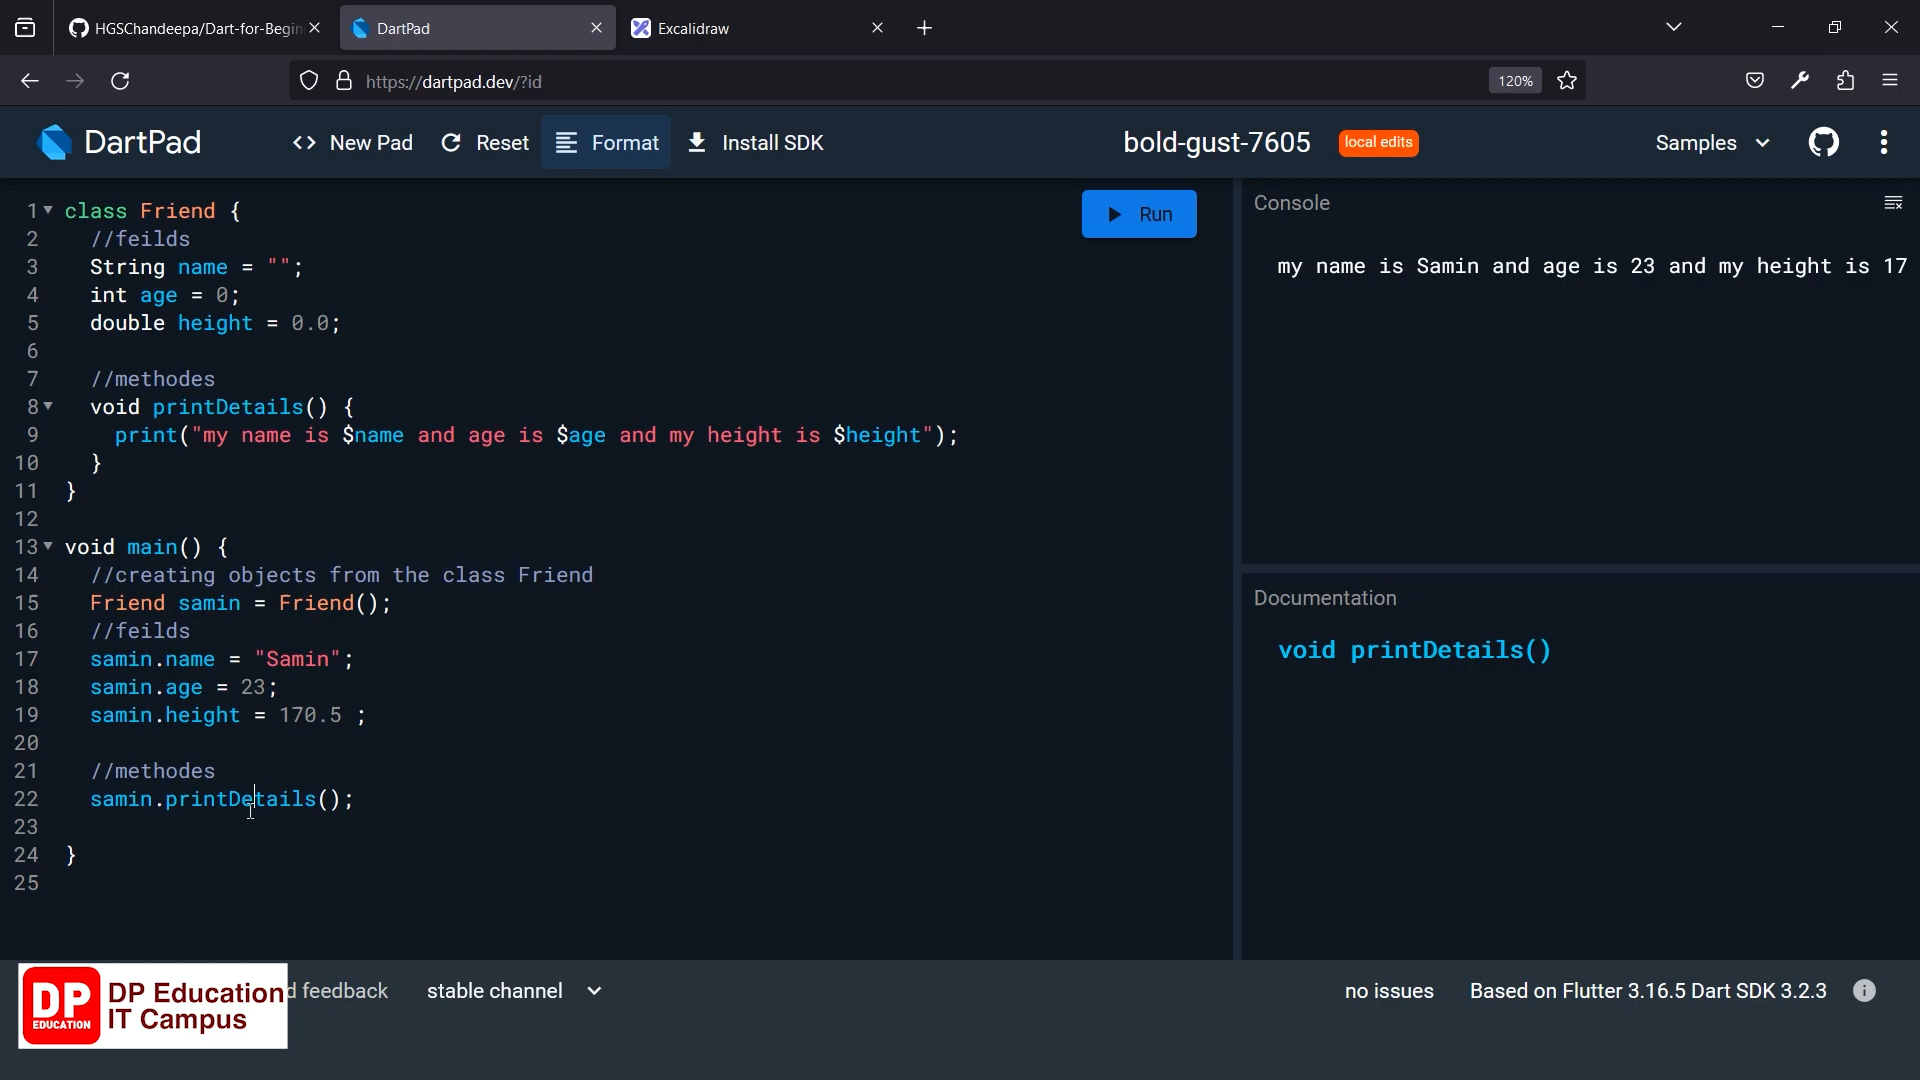 HGSChandeepa/Dart-for-Begin
DartPad
Excalidraw
https://dartpad.dev/?id
120%
DartPad
<> New Pad
Reset
Format
Install SDK
bold-gust-7605
local edits
Samples
1 class Friend {
2 //feilds
3 String name = "";
4 int age = 0;
5 double height = 0.0;
6
7 //methodes
8 void printDetails() {
9 print("my name is $name and age is $age and my height is $height");
10 }
11 }
12
13 void main() {
14 //creating objects from the class Friend
15 Friend samin = Friend();
16 //feilds
17 samin.name = "Samin";
18 samin.age = 23;
19 samin.height = 170.5 ;
20
21 //methodes
22 samin.printDetails();
23
24 }
25
Run
Console
my name is Samin and age is 23 and my height is 17
Documentation
void printDetails()
DP
EDUCATION
DP Education
IT Campus
d feedback
stable channel
no issues
Based on Flutter 3.16.5 Dart SDK 3.2.3